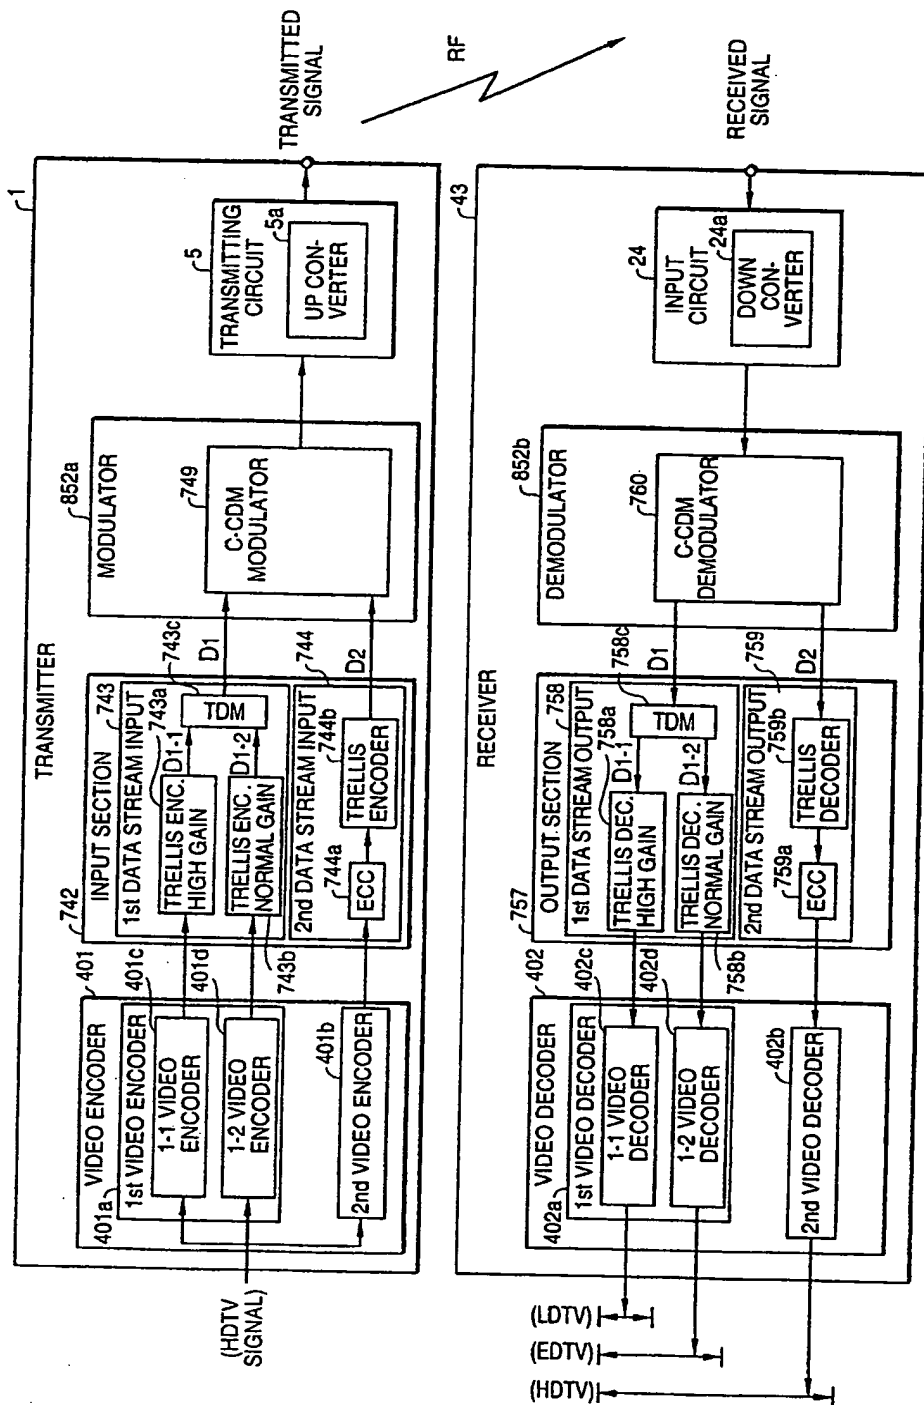 TRANSMITTER
1
(HDTV
SIGNAL)
VIDEO ENCODER
401
401a
1st VIDEO ENCODER
401c
1-1 VIDEO
ENCODER
401d
1-2 VIDEO
ENCODER
401b
2nd VIDEO ENCODER
742
INPUT SECTION
743
1st DATA STREAM INPUT
743a
TRELLIS ENC.
HIGH GAIN
D1-1
TRELLIS ENC.
NORMAL GAIN
743b
D1-2
TDM
743c
2nd DATA STREAM INPUT
744
744a
ECC
744b
TRELLIS
ENCODER
D1
D2
852a
MODULATOR
749
C-CDM
MODULATOR
5
TRANSMITTING
CIRCUIT
5a
UP CON-
VERTER
TRANSMITTED
SIGNAL
RF
RECEIVER
43
RECEIVED
SIGNAL
24
INPUT
CIRCUIT
24a
DOWN
CON-
VERTER
852b
DEMODULATOR
760
C-CDM
DEMODULATOR
D1
D2
757
OUTPUT SECTION
758
1st DATA STREAM OUTPUT
758a
TRELLIS DEC.
HIGH GAIN
D1-1
TRELLIS DEC.
NORMAL GAIN
758b
D1-2
TDM
758c
2nd DATA STREAM OUTPUT
759
759a
ECC
759b
TRELLIS
DECODER
VIDEO DECODER
402
402a
1st VIDEO DECODER
402c
1-1 VIDEO
DECODER
402d
1-2 VIDEO
DECODER
402b
2nd VIDEO DECODER
(LDTV)
(EDTV)
(HDTV)